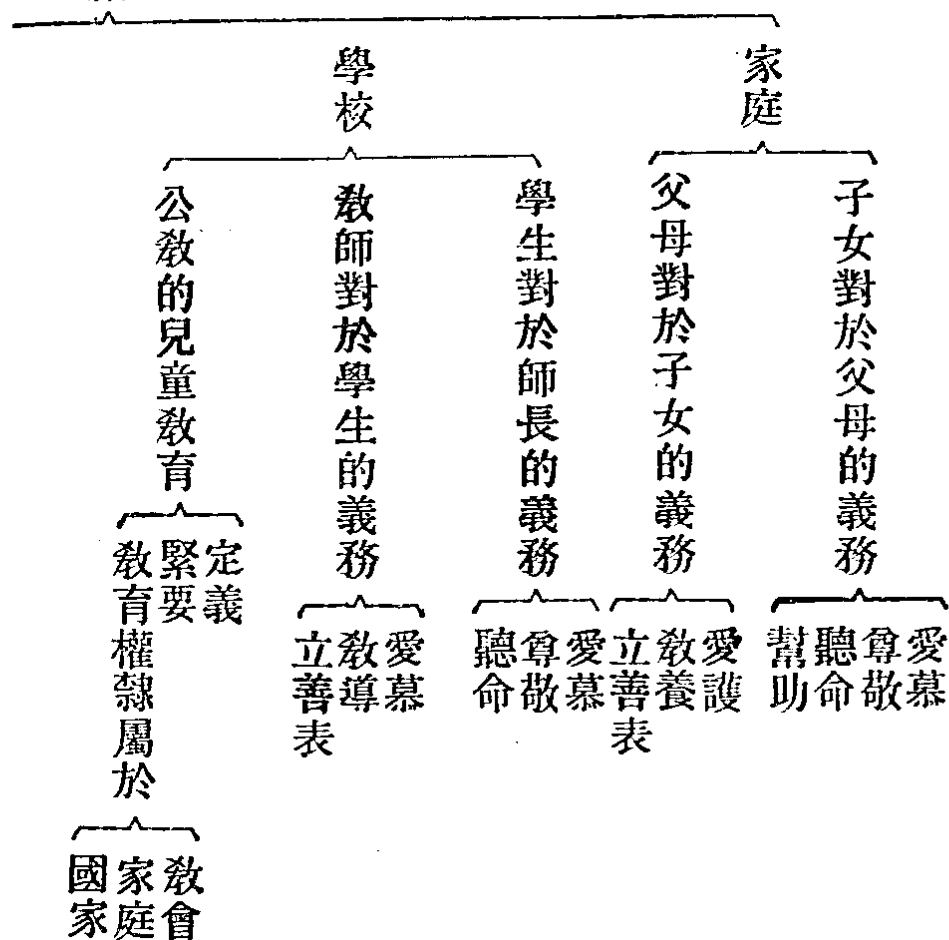 家庭
子女對於父母的義務
愛慕
尊敬
聽命
幫助
父母對於子女的義務
愛護
教養
立善表
學校
學生對於師長的義務
愛慕
尊敬
聽命
教師對於學生的義務
愛慕
教導
立善表
公教的兒童教育
定義
緊要
教育權隸屬於
教會
家庭
國家